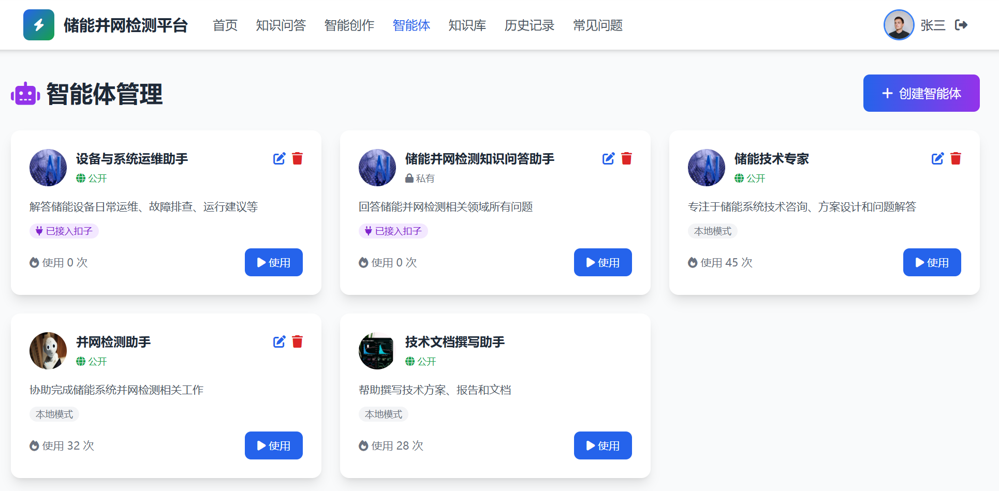 储能并网检测平台
首页 知识问答 智能创作 智能体 知识库 历史记录 常见问题
张三
智能体管理
创建智能体
设备与系统运维助手
公开
解答储能设备日常运维、故障排查、运行建议等
已接入扣子
使用 0 次
使用
储能并网检测知识问答助手
私有
回答储能并网检测相关领域所有问题
已接入扣子
使用 0 次
使用
储能技术专家
公开
专注于储能系统技术咨询、方案设计和问题解答
本地模式
使用 45 次
使用
并网检测助手
公开
协助完成储能系统并网检测相关工作
本地模式
使用 32 次
使用
技术文档撰写助手
公开
帮助撰写技术方案、报告和文档
本地模式
使用 28 次
使用